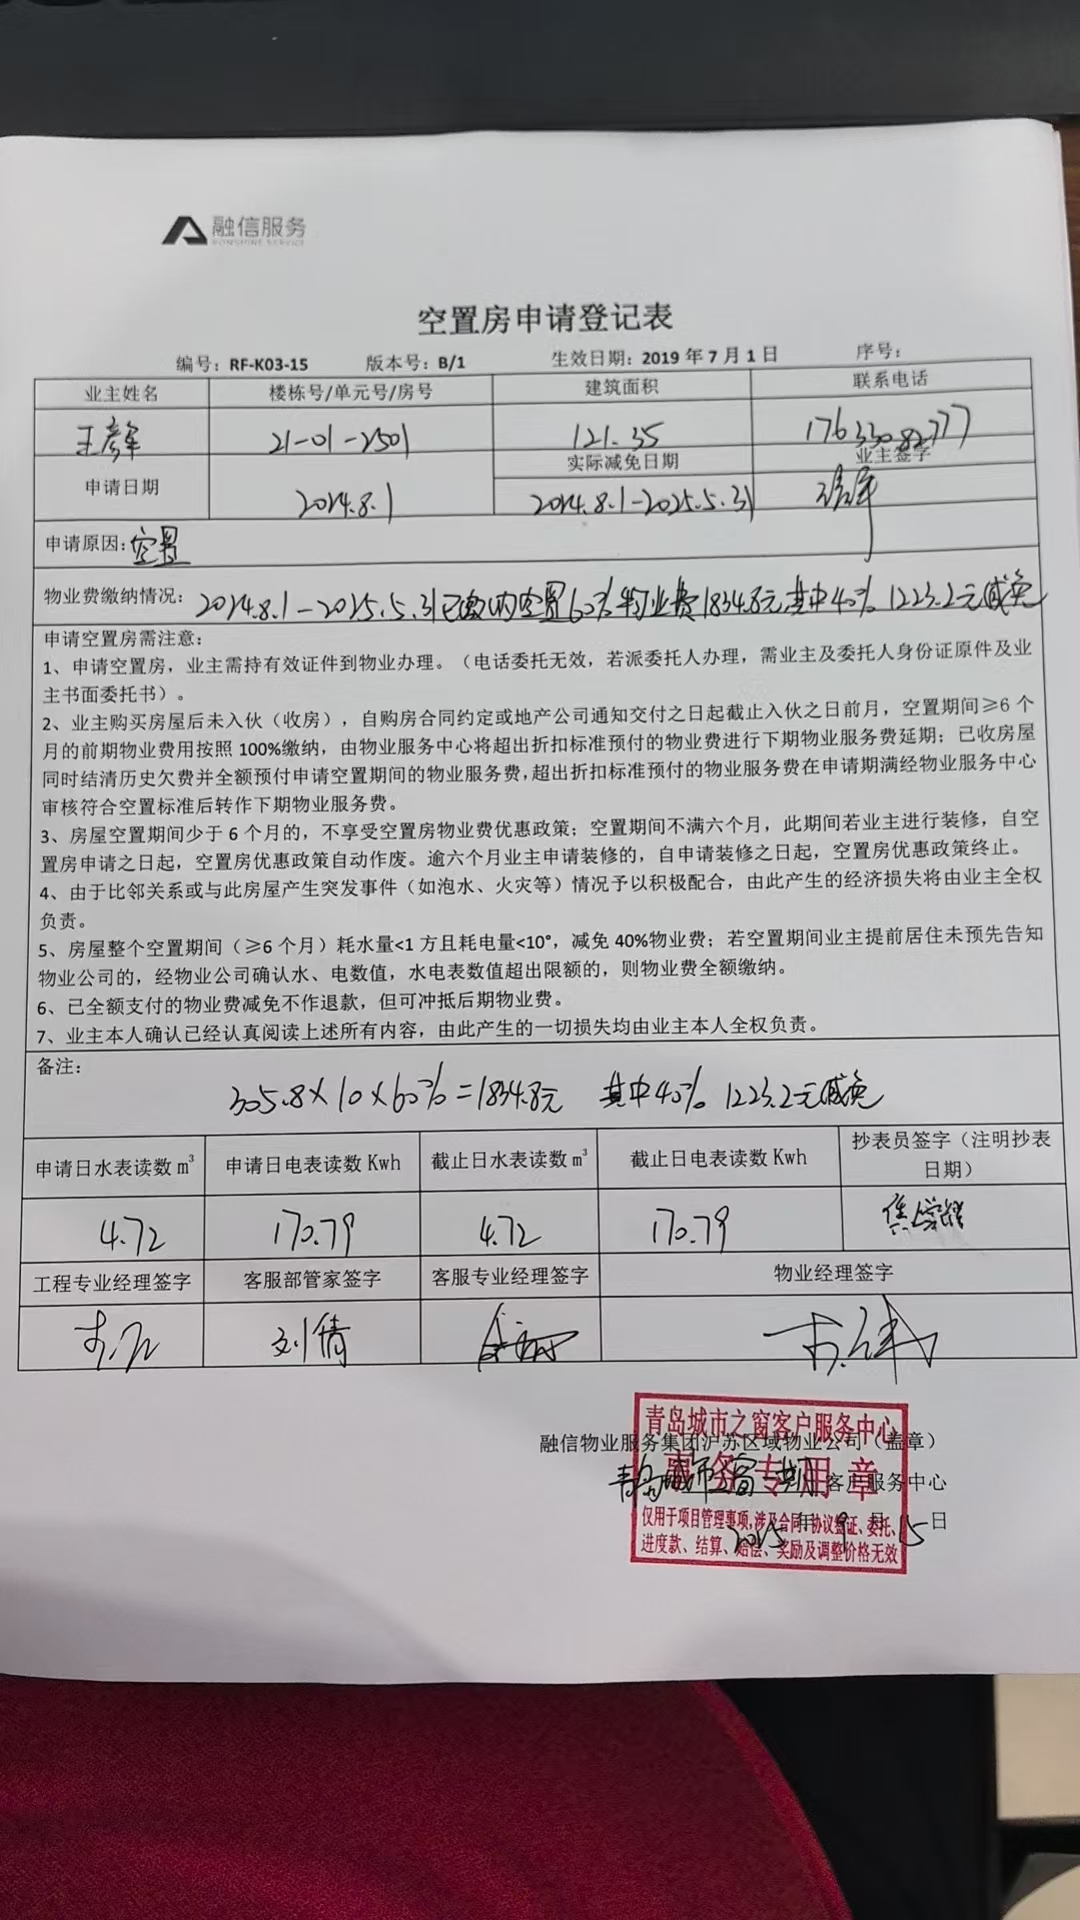 融信服务
RONSHINE SERVICE
空置房申请登记表
编号：RF-K03-15 版本号：B/1 生效日期：2019 年 7 月 1 日 序号：
业主姓名 楼栋号/单元号/房号 建筑面积 联系电话
王彦军 21-01-2501 121.35 17633082777
申请日期 2024.8.1 实际减免日期 业主签字
2024.8.1-2025.5.31
申请原因：空置
物业费缴纳情况：2024.8.1-2025.5.31已缴纳空置60%物业费1834.8元其中40% 1223.2元减免
申请空置房需注意：
1、申请空置房，业主需持有效证件到物业办理。（电话委托无效，若派委托人办理，需业主及委托人身份证原件及业
主书面委托书）。
2、业主购买房屋后未入伙（收房），自购房合同约定或地产公司通知交付之日起截止入伙之日前月，空置期间≥6 个
月的前期物业费用按照 100%缴纳，由物业服务中心将超出折扣标准预付的物业费进行下期物业服务费延期；已收房屋
同时结清历史欠费并全额预付申请空置期间的物业服务费，超出折扣标准预付的物业服务费在申请期满经物业服务中心
审核符合空置标准后转作下期物业服务费。
3、房屋空置期间少于 6 个月的，不享受空置房物业费优惠政策；空置期间不满六个月，此期间若业主进行装修，自空
置房申请之日起，空置房优惠政策自动作废。逾六个月业主申请装修的，自申请装修之日起，空置房优惠政策终止。
4、由于比邻关系或与此房屋产生突发事件（如泡水、火灾等）情况予以积极配合，由此产生的经济损失将由业主全权
负责。
5、房屋整个空置期间（≥6 个月）耗水量<1 方且耗电量<10°，减免 40%物业费；若空置期间业主提前居住未预先告知
物业公司的，经物业公司确认水、电数值，水电表数值超出限额的，则物业费全额缴纳。
6、已全额支付的物业费减免不作退款，但可冲抵后期物业费。
7、业主本人确认已经认真阅读上述所有内容，由此产生的一切损失均由业主本人全权负责。
备注：
305.8×10×60%=1834.8元 其中40% 1223.2元减免
申请日水表读数 m³ 申请日电表读数 Kwh 截止日水表读数 m³ 截止日电表读数 Kwh 抄表员签字（注明抄表
日期）
4.72 170.79 4.72 170.79
工程专业经理签字 客服部管家签字 客服专业经理签字 物业经理签字
刘倩
青岛城市之窗客户服务中心
融信物业服务集团沪苏区域物业公司（盖章）
事务专用章
青岛城市之窗一期 客户服务中心
仅用于项目管理事项,涉及合同、协议签证、委托、
2025 年 9 月 15 日
进度款、结算、赔偿、奖励及调整价格无效